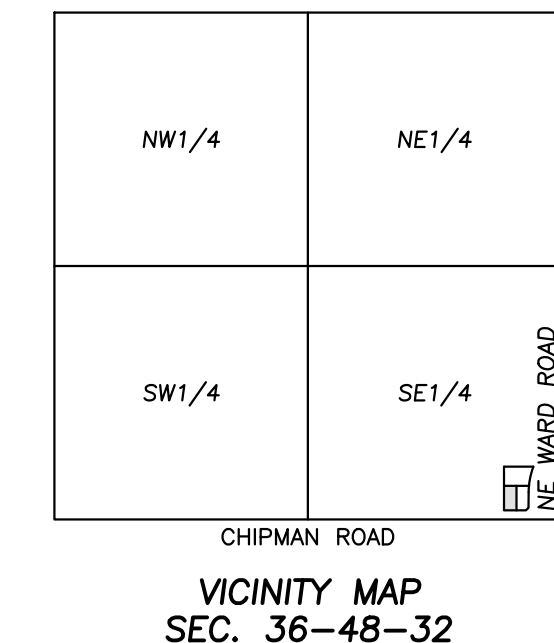 NW1/4
NE1/4
SW1/4
SE1/4
NE WARD ROAD
CHIPMAN ROAD
VICINITY MAP
SEC. 36-48-32